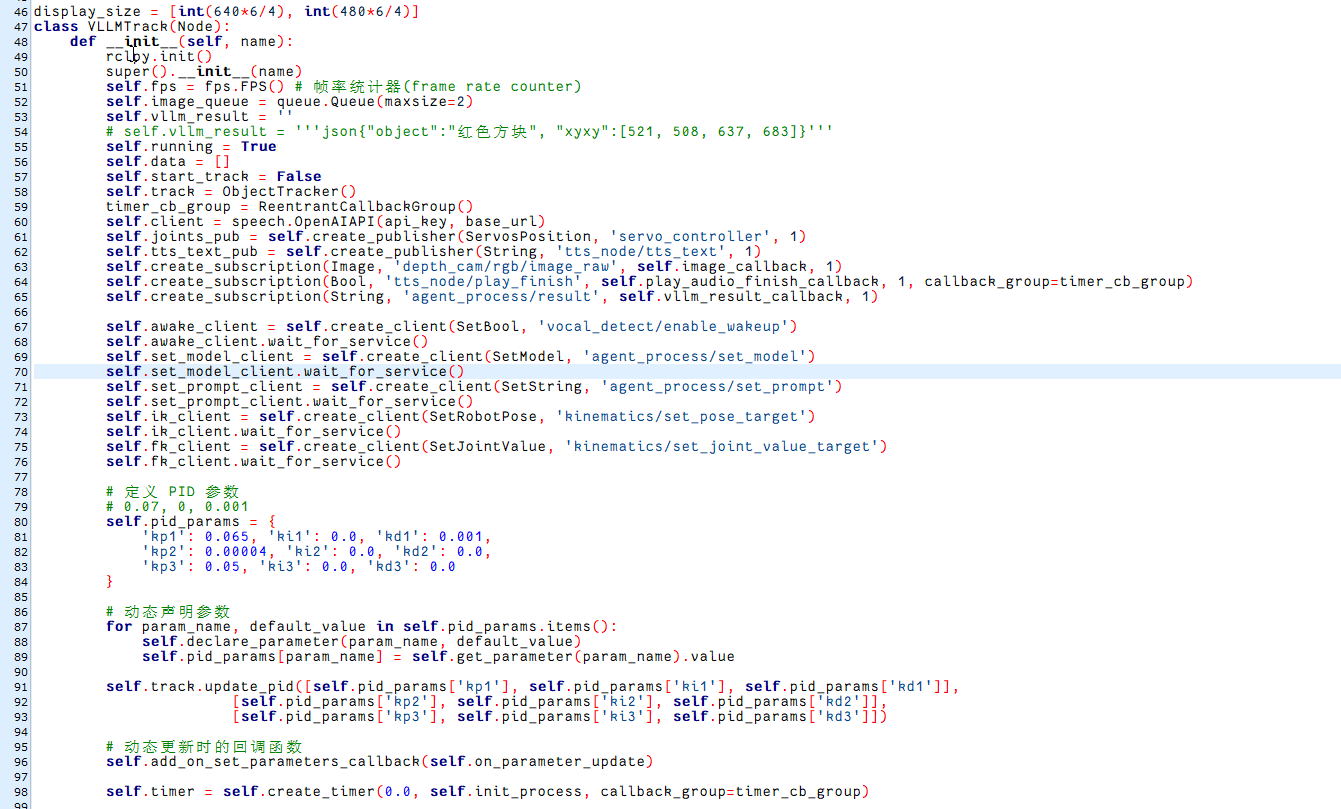 46 display_size = [int(640*6/4), int(480*6/4)]
47 class VLLMTrack(Node):
48     def __init__(self, name):
49         rclpy.init()
50         super().__init__(name)
51         self.fps = fps.FPS() # 帧率统计器(frame rate counter)
52         self.image_queue = queue.Queue(maxsize=2)
53         self.vllm_result = ''
54         # self.vllm_result = '''json{"object":"红色方块", "xyxy":[521, 508, 637, 683]}'''
55         self.running = True
56         self.data = []
57         self.start_track = False
58         self.track = ObjectTracker()
59         timer_cb_group = ReentrantCallbackGroup()
60         self.client = speech.OpenAIAPI(api_key, base_url)
61         self.joints_pub = self.create_publisher(ServosPosition, 'servo_controller', 1)
62         self.tts_text_pub = self.create_publisher(String, 'tts_node/tts_text', 1)
63         self.create_subscription(Image, 'depth_cam/rgb/image_raw', self.image_callback, 1)
64         self.create_subscription(Bool, 'tts_node/play_finish', self.play_audio_finish_callback, 1, callback_group=timer_cb_group)
65         self.create_subscription(String, 'agent_process/result', self.vllm_result_callback, 1)
66
67         self.awake_client = self.create_client(SetBool, 'vocal_detect/enable_wakeup')
68         self.awake_client.wait_for_service()
69         self.set_model_client = self.create_client(SetModel, 'agent_process/set_model')
70         self.set_model_client.wait_for_service()
71         self.set_prompt_client = self.create_client(SetString, 'agent_process/set_prompt')
72         self.set_prompt_client.wait_for_service()
73         self.ik_client = self.create_client(SetRobotPose, 'kinematics/set_pose_target')
74         self.ik_client.wait_for_service()
75         self.fk_client = self.create_client(SetJointValue, 'kinematics/set_joint_value_target')
76         self.fk_client.wait_for_service()
77
78         # 定义 PID 参数
79         # 0.07, 0, 0.001
80         self.pid_params = {
81             'kp1': 0.065, 'ki1': 0.0, 'kd1': 0.001,
82             'kp2': 0.00004, 'ki2': 0.0, 'kd2': 0.0,
83             'kp3': 0.05, 'ki3': 0.0, 'kd3': 0.0
84         }
85
86         # 动态声明参数
87         for param_name, default_value in self.pid_params.items():
88             self.declare_parameter(param_name, default_value)
89             self.pid_params[param_name] = self.get_parameter(param_name).value
90
91         self.track.update_pid([self.pid_params['kp1'], self.pid_params['ki1'], self.pid_params['kd1']],
92                       [self.pid_params['kp2'], self.pid_params['ki2'], self.pid_params['kd2']],
93                       [self.pid_params['kp3'], self.pid_params['ki3'], self.pid_params['kd3']])
94
95         # 动态更新时的回调函数
96         self.add_on_set_parameters_callback(self.on_parameter_update)
97
98         self.timer = self.create_timer(0.0, self.init_process, callback_group=timer_cb_group)
99